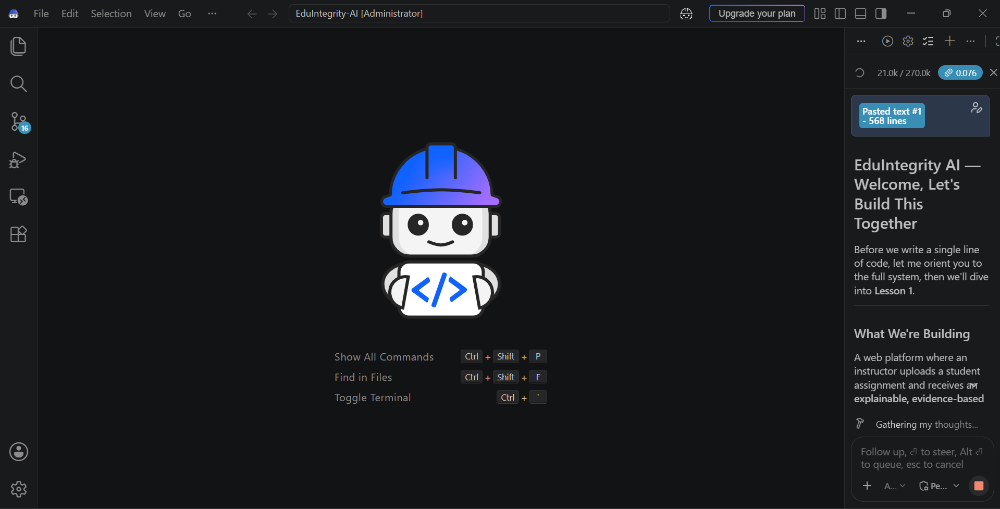 File Edit Selection View Go ···
EduIntegrity-AI [Administrator]
Upgrade your plan
16
</>
Show All Commands Ctrl + Shift + P
Find in Files Ctrl + Shift + F
Toggle Terminal Ctrl + `
21.0k / 270.0k 0.076
Pasted text #1
- 568 lines
EduIntegrity AI —
Welcome, Let's
Build This
Together
Before we write a single line
of code, let me orient you to
the full system, then we'll dive
into Lesson 1.
What We're Building
A web platform where an
instructor uploads a student
assignment and receives an
explainable, evidence-based
Gathering my thoughts...
Follow up, ⏎ to steer, Alt ⏎
to queue, esc to cancel
A... Pe...